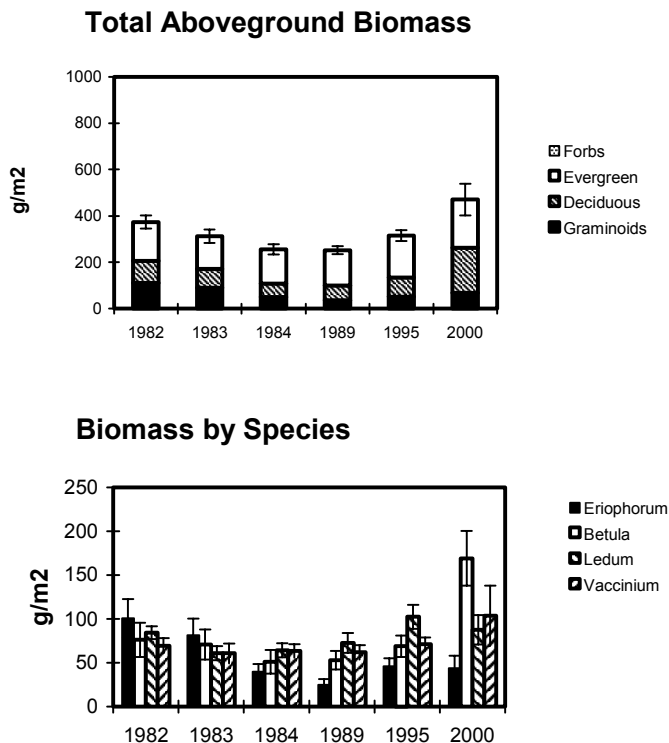 Total Aboveground Biomass
1000
800
600
400
200
0
g/m2
1982 1983 1984 1989 1995 2000
Forbs
Evergreen
Deciduous
Graminoids
Biomass by Species
250
200
150
100
50
0
g/m2
1982 1983 1984 1989 1995 2000
Eriophorum
Betula
Ledum
Vaccinium